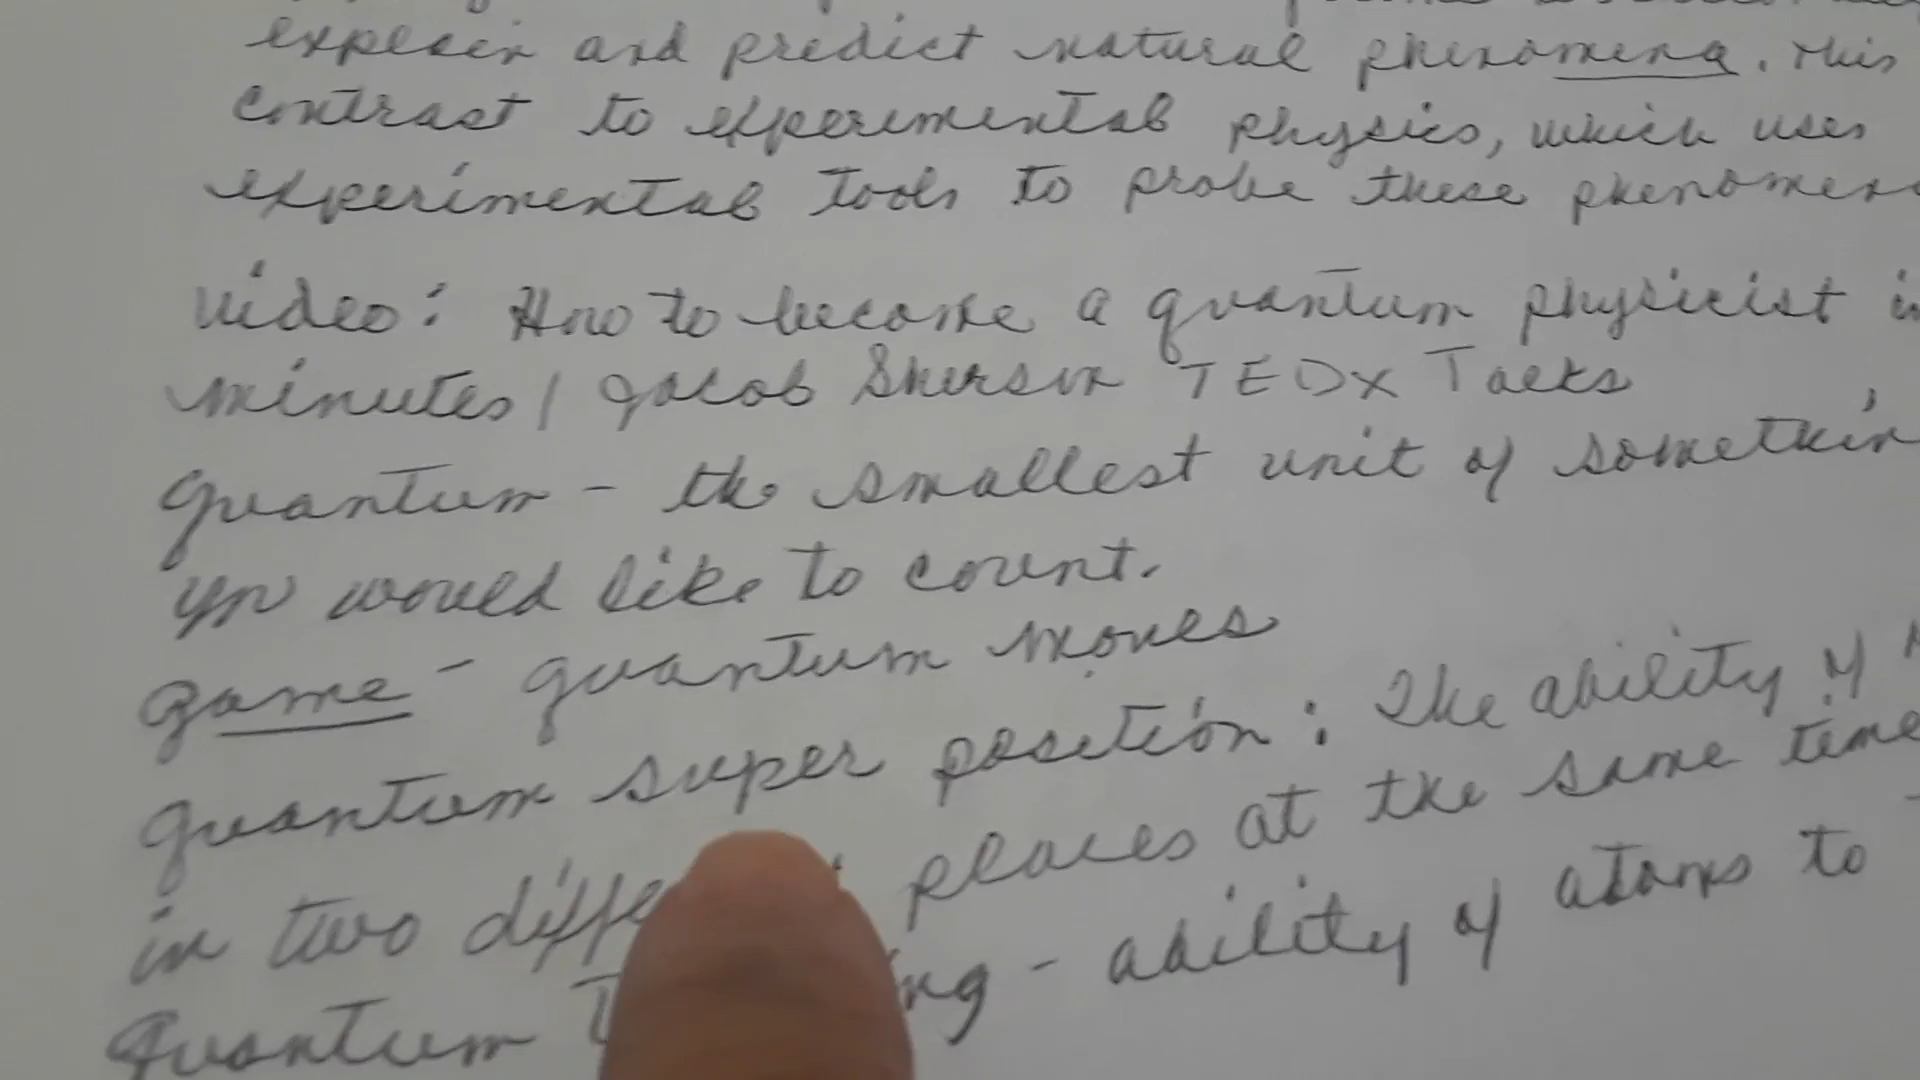 explain and predict natural phenomena. This
contrast to experimental physics, which uses
experimental tools to probe these phenomena
Video: How to become a quantum physicist in
minutes / Jacob Sherson TEDx Talks
Quantum - the smallest unit of somethin
you would like to count.
game - quantum moves
quantum super position: The ability of
in two places at the same time
Quantum - ability of atoms to